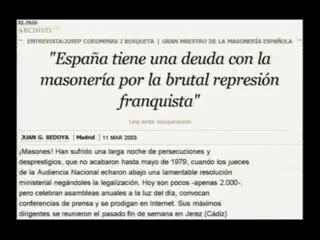 EL PAIS
ARCHIVO
ENTREVISTA:JOSEP COROMINAS I BUSQUETA | GRAN MAESTRO DE LA MASONERÍA ESPAÑOLA
"España tiene una deuda con la
masonería por la brutal represión
franquista"
JUAN G. BEDOYA | Madrid | 11 MAR 2003
¡Masones! Han sufrido una larga noche de persecuciones y
desprestigios, que no acabaron hasta mayo de 1979, cuando los jueces
de la Audiencia Nacional echaron abajo una lamentable resolución
ministerial negándoles la legalización. Hoy son pocos -apenas 2.000-,
pero celebran asambleas anuales a la luz del día, convocan
conferencias de prensa y se prodigan en Internet. Sus máximos
dirigentes se reunieron el pasado fin de semana en Jerez (Cádiz)